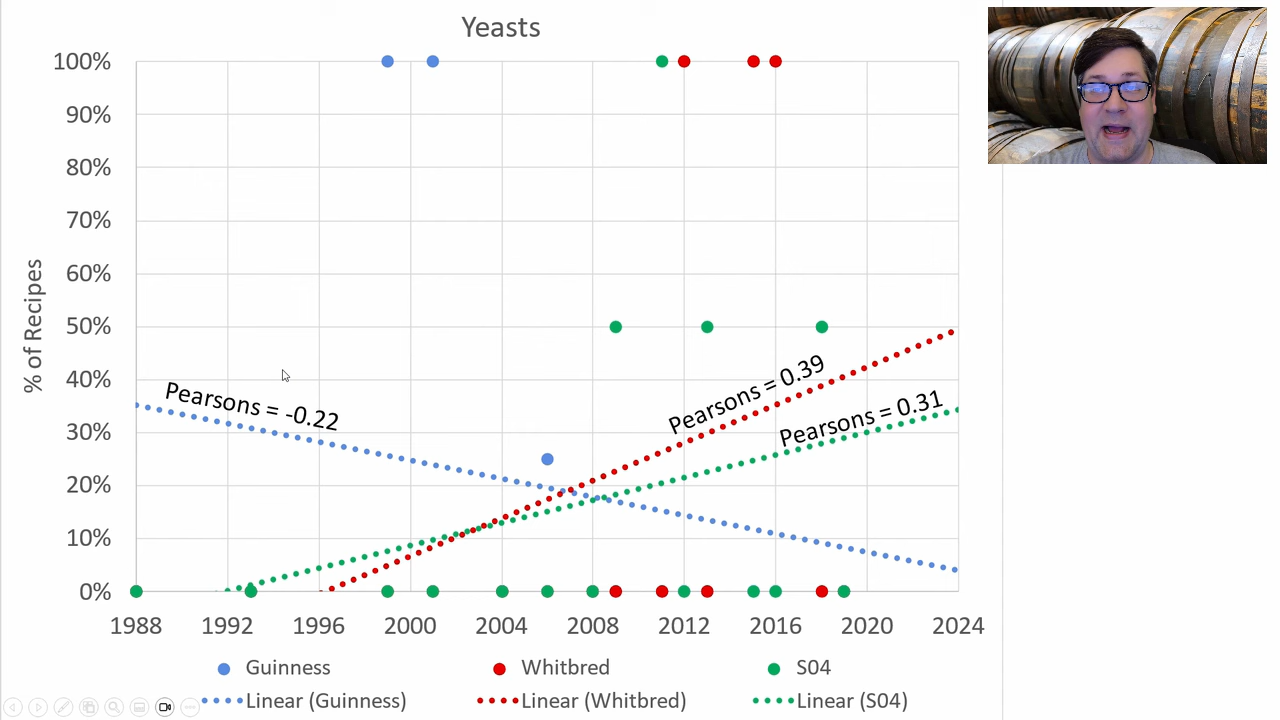 Yeasts
100%
90%
80%
70%
60%
50%
40%
30%
20%
10%
0%
% of Recipes
Pearsons = -0.22
Pearsons = 0.39
Pearsons = 0.31
1988 1992 1996 2000 2004 2008 2012 2016 2020 2024
Guinness Whitbred S04
Linear (Guinness) Linear (Whitbred) Linear (S04)